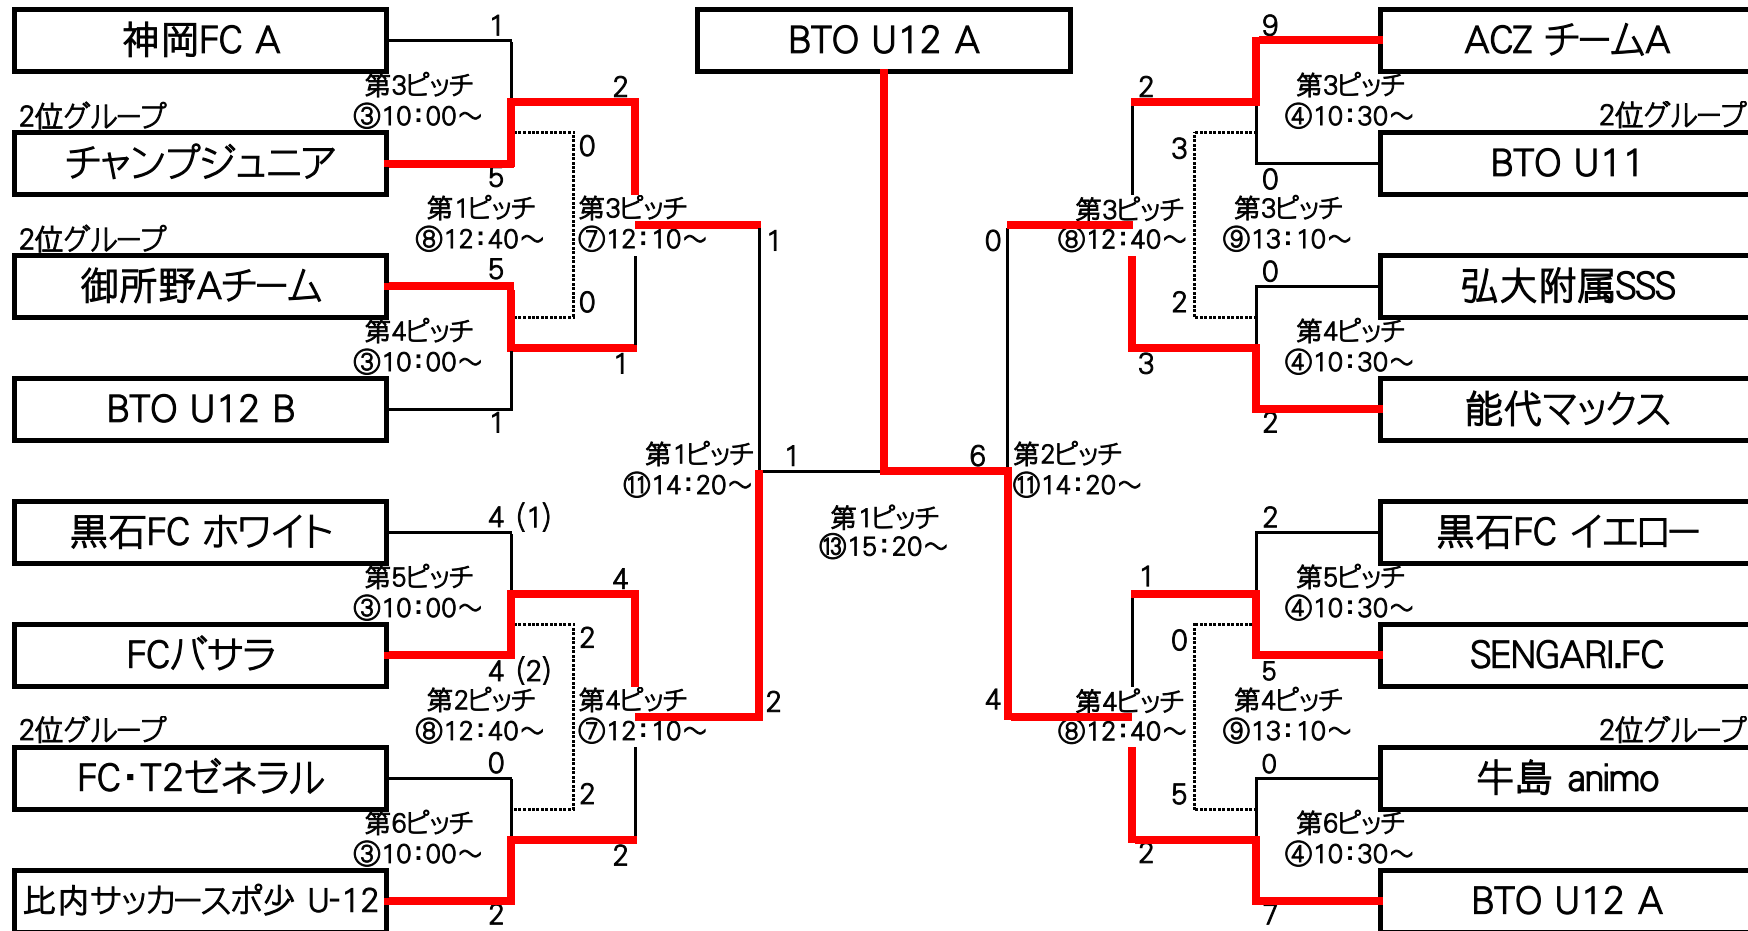 神岡FC A
1
BTO U12 A
9
ACZ チームA
第3ピッチ
③10:00～
2
2
第3ピッチ
④10:30～
2位グループ
チャンプジュニア
5
0
3
0
2位グループ
BTO U11
第1ピッチ
⑧12:40～
第3ピッチ
⑦12:10～
第3ピッチ
⑧12:40～
第3ピッチ
⑨13:10～
2位グループ
御所野Aチーム
5
0
1
0
2
0
弘大附属SSS
第4ピッチ
③10:00～
1
3
第4ピッチ
④10:30～
BTO U12 B
1
2
能代マックス
第1ピッチ
⑪14:20～
1
6
第2ピッチ
⑪14:20～
第1ピッチ
⑬15:20～
黒石FC ホワイト
4 (1)
2
黒石FC イエロー
第5ピッチ
③10:00～
4
1
第5ピッチ
④10:30～
FCバサラ
4 (2)
2
0
5
SENGARI.FC
第2ピッチ
⑧12:40～
第4ピッチ
⑦12:10～
2
4
第4ピッチ
⑧12:40～
第4ピッチ
⑨13:10～
2位グループ
FC・T2ゼネラル
0
2
5
0
2位グループ
牛島 animo
第6ピッチ
③10:00～
2
2
第6ピッチ
④10:30～
比内サッカースポ少 U-12
2
7
BTO U12 A